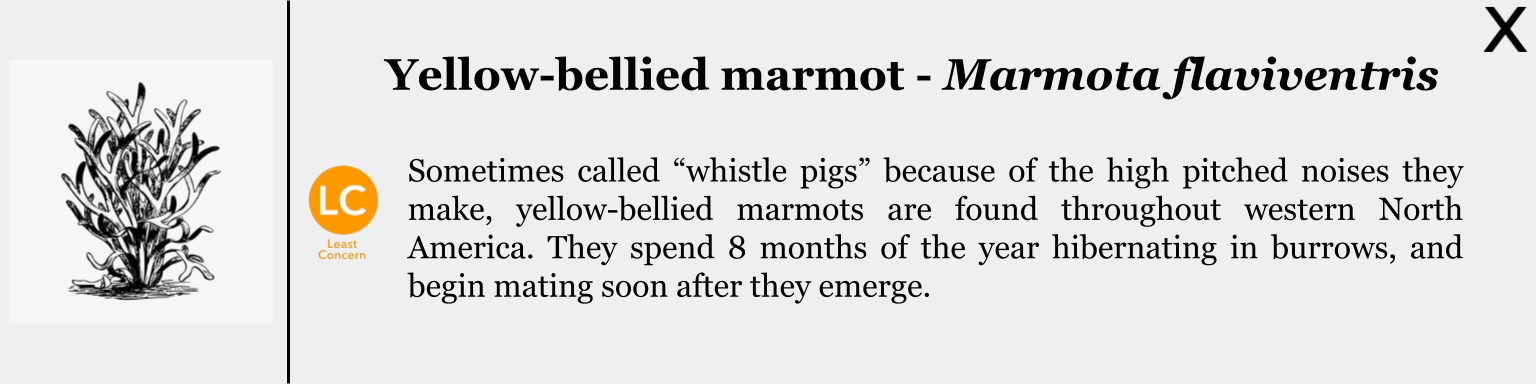 X
Yellow-bellied marmot - Marmota flaviventris
LC
Least
Concern
Sometimes called “whistle pigs” because of the high pitched noises they
make, yellow-bellied marmots are found throughout western North
America. They spend 8 months of the year hibernating in burrows, and
begin mating soon after they emerge.